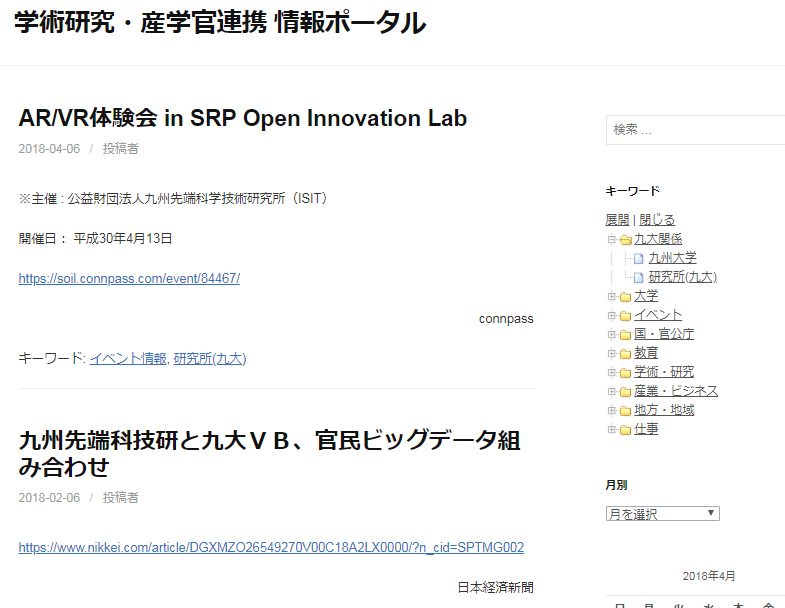 学術研究・産学官連携 情報ポータル
AR/VR体験会 in SRP Open Innovation Lab
2018-04-06 / 投稿者
※主催 : 公益財団法人九州先端科学技術研究所（ISIT）
開催日： 平成30年4月13日
https://soil.connpass.com/event/84467/
connpass
キーワード: イベント情報, 研究所(九大)
九州先端科技研と九大ＶＢ、官民ビッグデータ組
み合わせ
2018-02-06 / 投稿者
https://www.nikkei.com/article/DGXMZO26549270V00C18A2LX0000/?n_cid=SPTMG002
日本経済新聞
検索 ...
キーワード
展開 | 閉じる
九大関係
九州大学
研究所(九大)
大学
イベント
国・官公庁
教育
学術・研究
産業・ビジネス
地方・地域
仕事
月別
月を選択
2018年4月
日 月 火 水 木 金